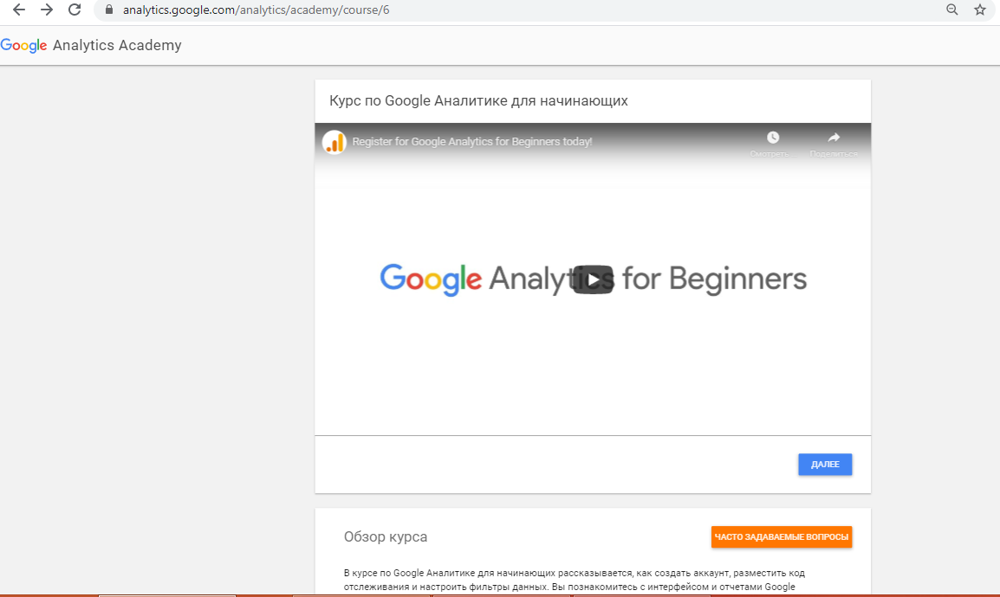 analytics.google.com/analytics/academy/course/6
Google Analytics Academy
Курс по Google Аналитике для начинающих
Register for Google Analytics for Beginners today!
Смотреть...
Поделиться
Google Analytics for Beginners
ДАЛЕЕ
Обзор курса
ЧАСТО ЗАДАВАЕМЫЕ ВОПРОСЫ
В курсе по Google Аналитике для начинающих рассказывается, как создать аккаунт, разместить код
отслеживания и настроить фильтры данных. Вы познакомитесь с интерфейсом и отчетами Google